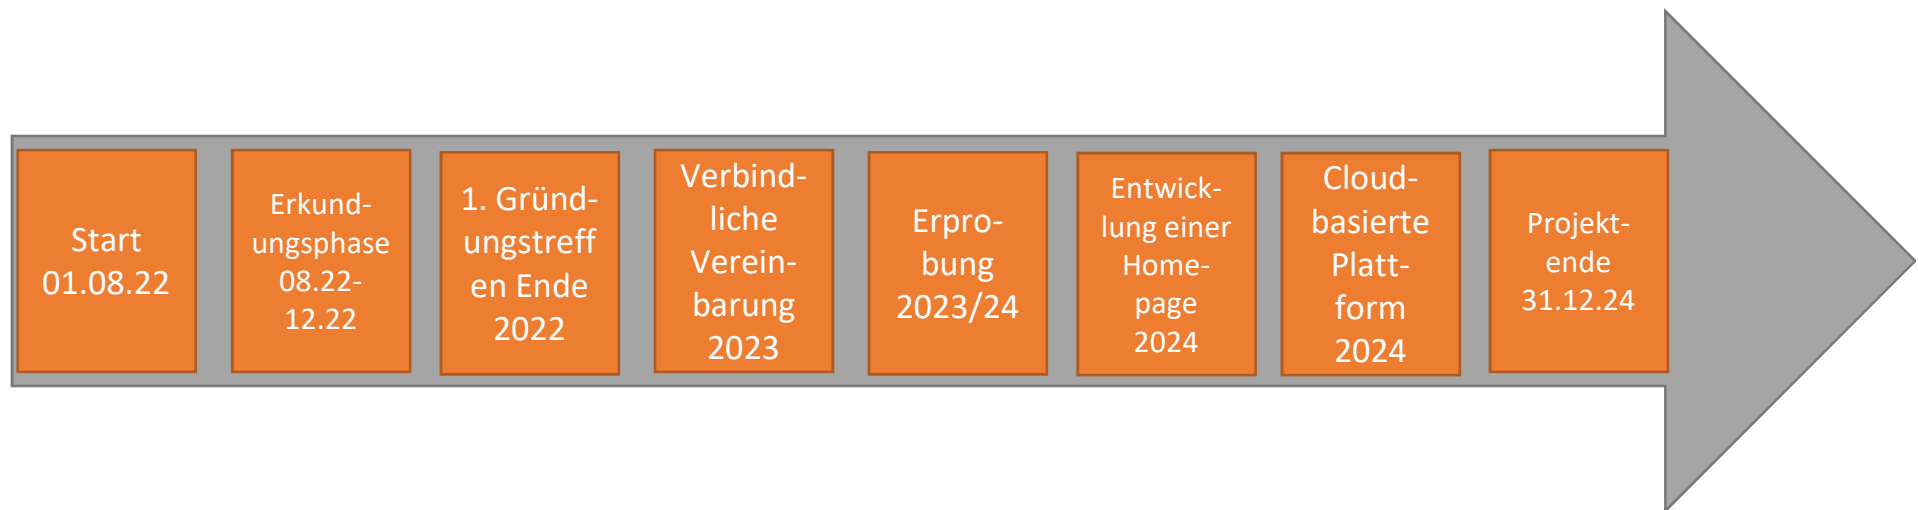 Start
01.08.22
Erkund-
ungsphase
08.22-
12.22
1. Gründ-
ungstreff
en Ende
2022
Verbind-
liche
Verein-
barung
2023
Erpro-
bung
2023/24
Entwick-
lung einer
Home-
page
2024
Cloud-
basierte
Platt-
form
2024
Projekt-
ende
31.12.24